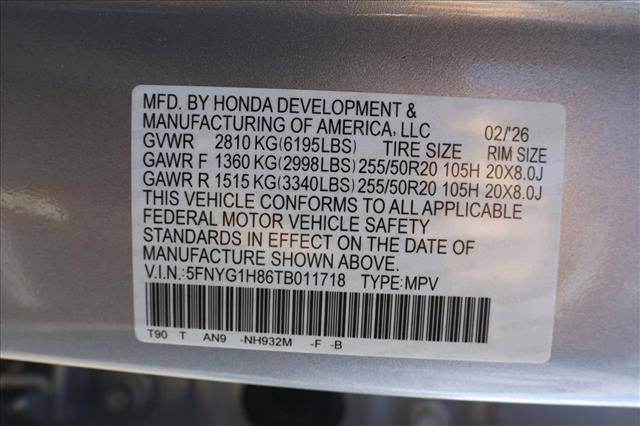 MFD. BY HONDA DEVELOPMENT &
MANUFACTURING OF AMERICA, LLC 02/'26
GVWR 2810 KG(6195LBS) TIRE SIZE RIM SIZE
GAWR F 1360 KG(2998LBS) 255/50R20 105H 20X8.0J
GAWR R 1515 KG(3340LBS) 255/50R20 105H 20X8.0J
THIS VEHICLE CONFORMS TO ALL APPLICABLE
FEDERAL MOTOR VEHICLE SAFETY
STANDARDS IN EFFECT ON THE DATE OF
MANUFACTURE SHOWN ABOVE.
V.I.N.:5FNYG1H86TB011718 TYPE:MPV
T90 T AN9 -NH932M -F -B